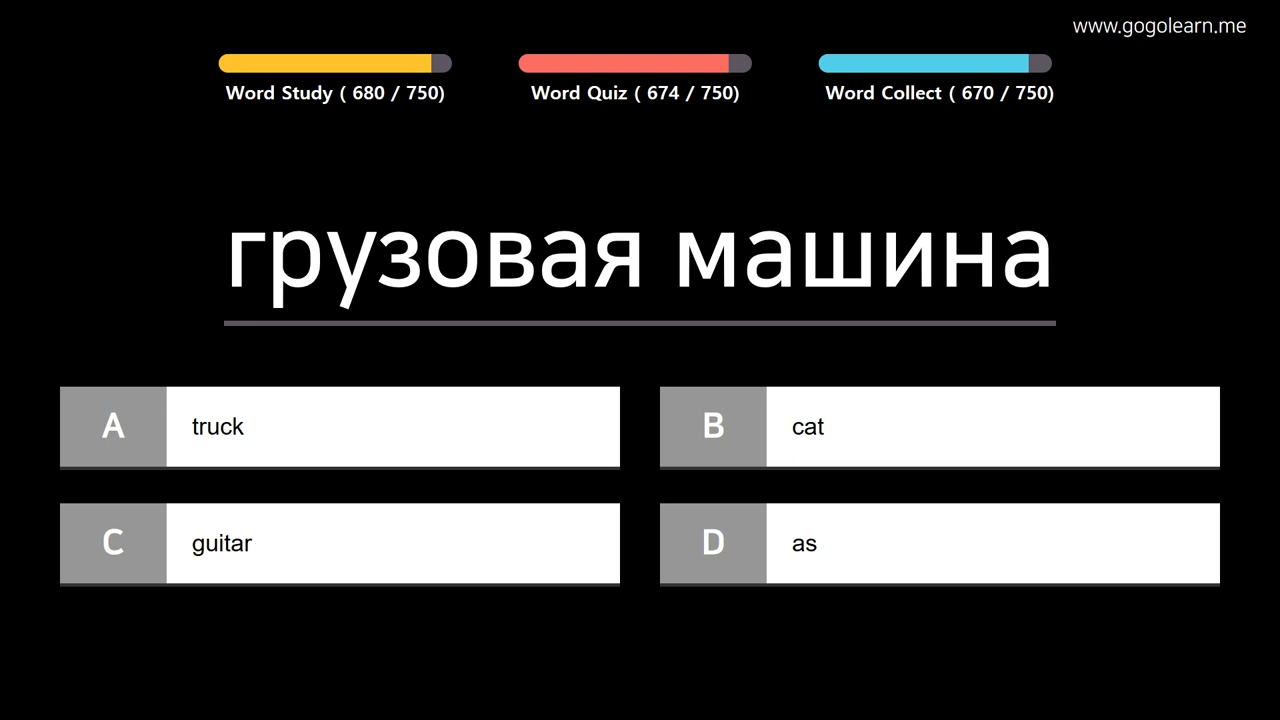 www.gogolearn.me
Word Study ( 680 / 750)
Word Quiz ( 674 / 750)
Word Collect ( 670 / 750)
грузовая машина
A truck
B cat
C guitar
D as